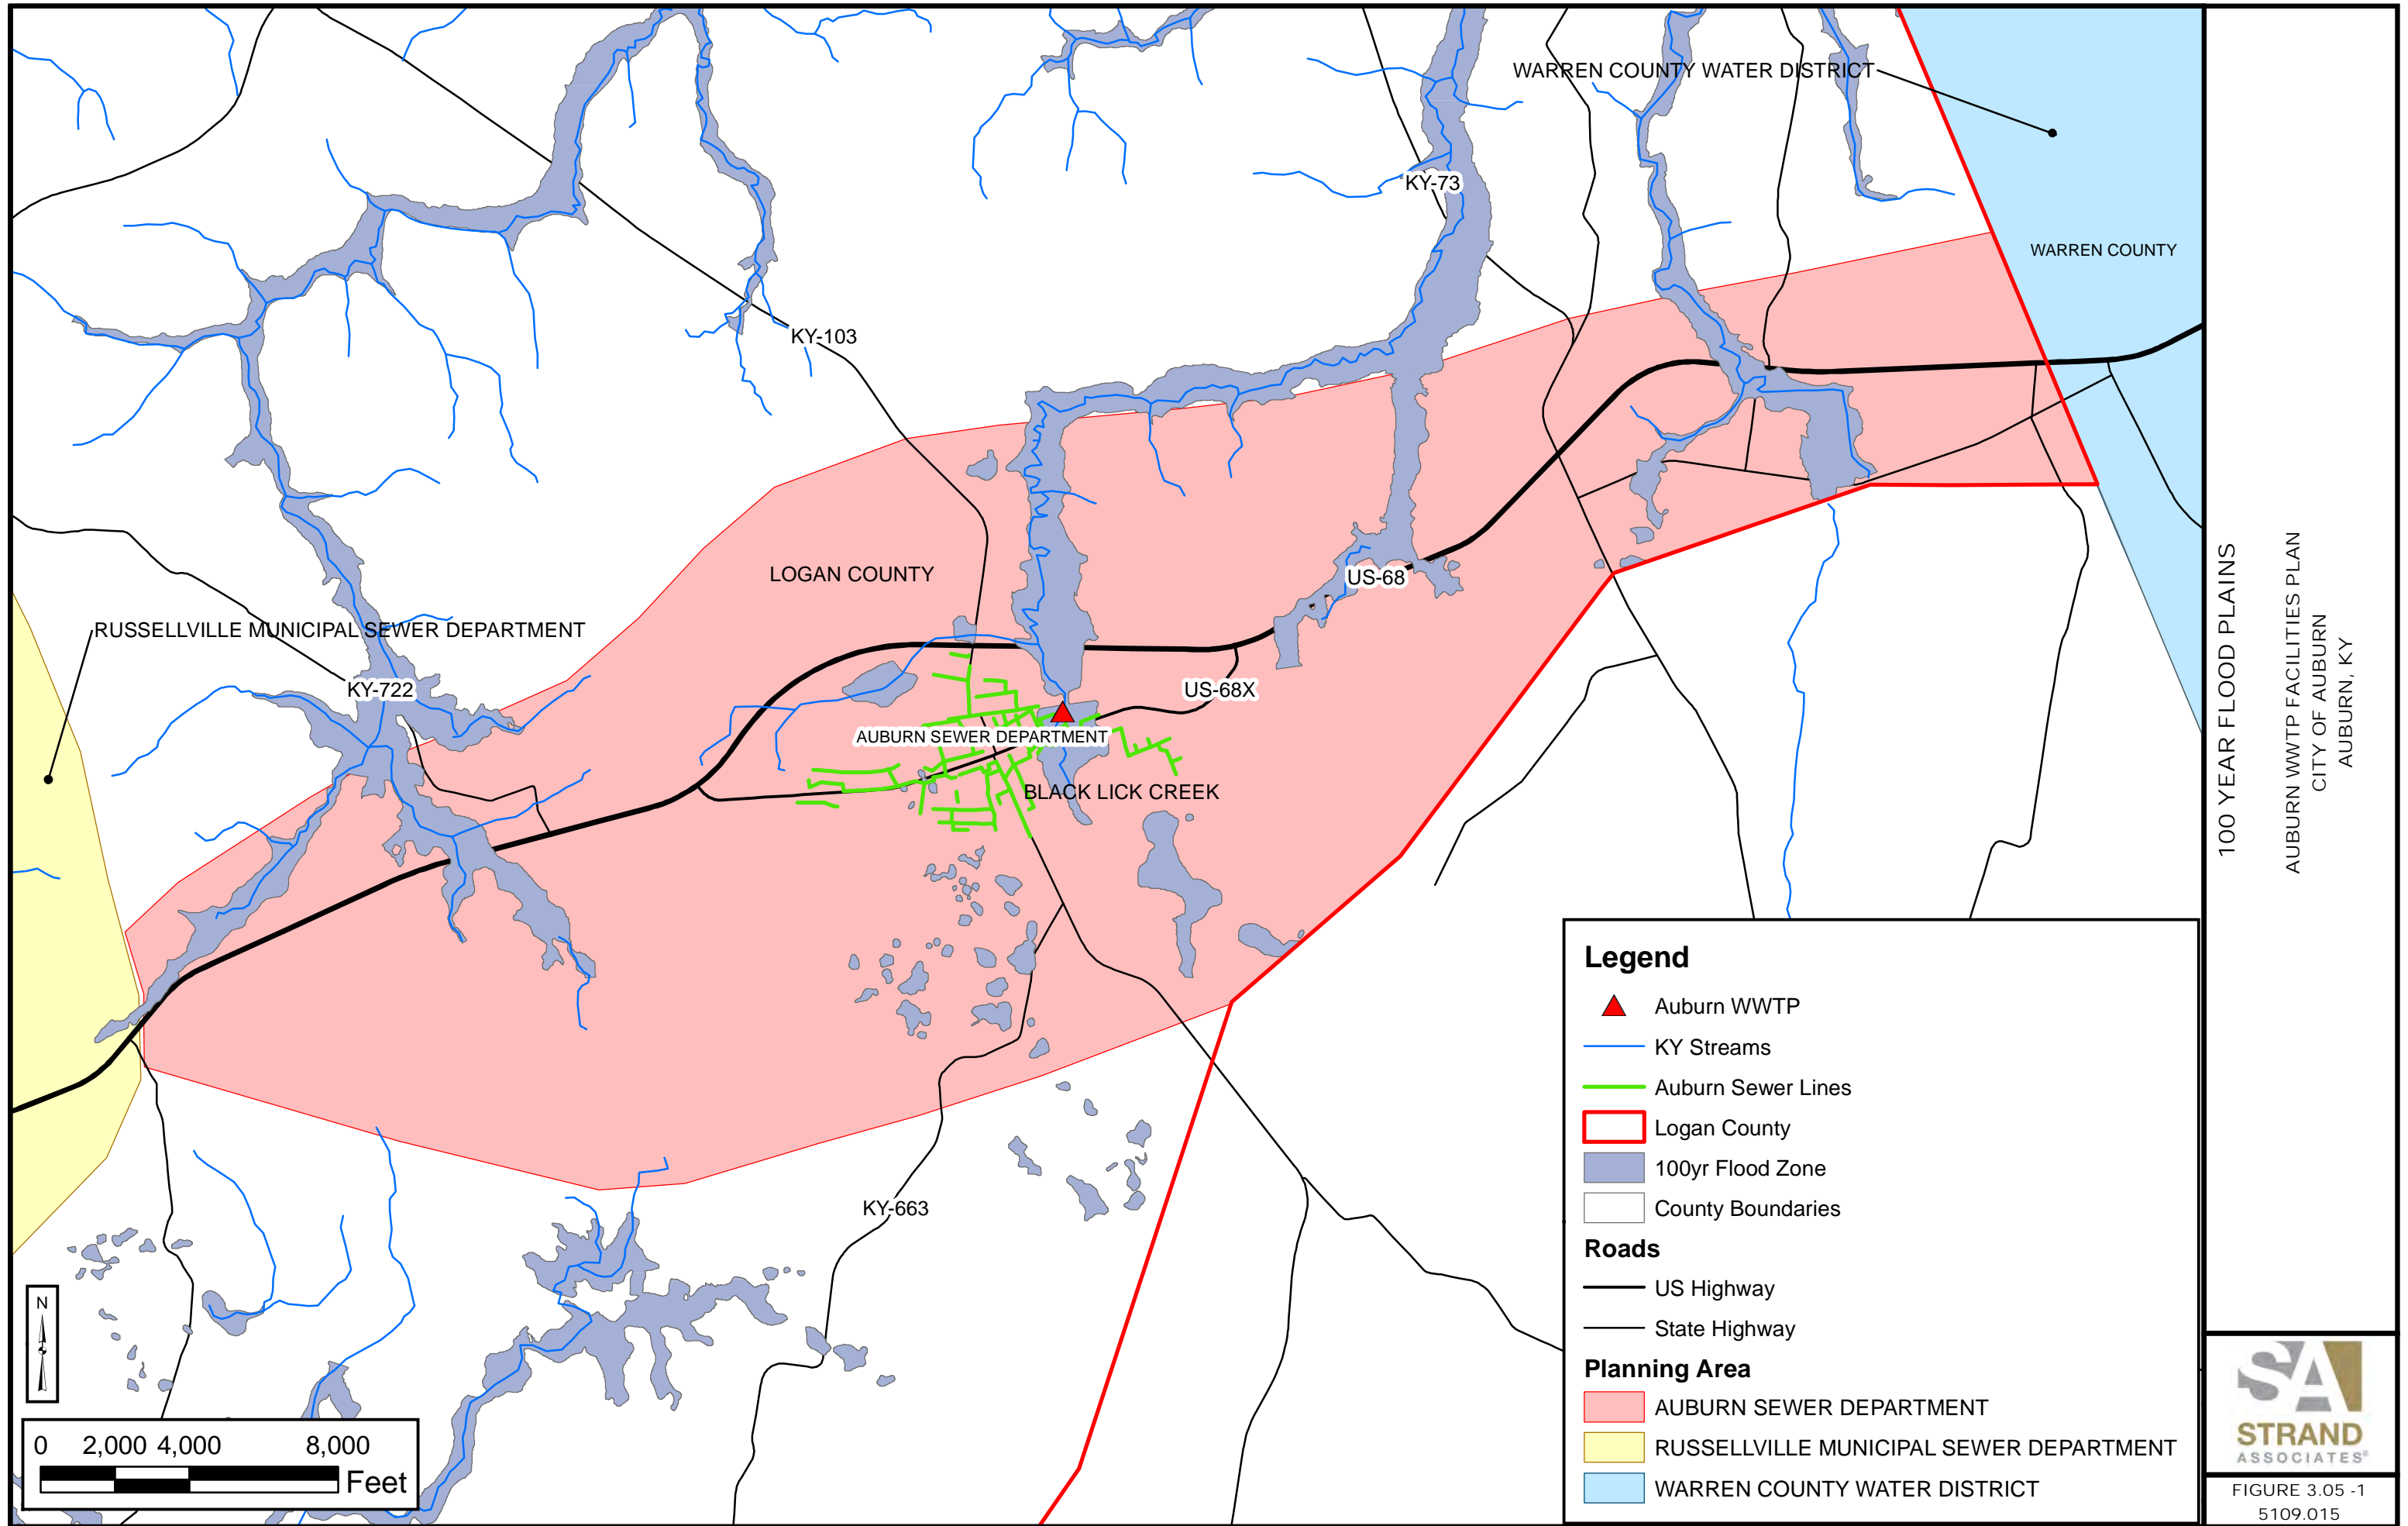 WARREN COUNTY WATER DISTRICT
KY-73
WARREN COUNTY
KY-103
LOGAN COUNTY
US-68
RUSSELLVILLE MUNICIPAL SEWER DEPARTMENT
KY-722
US-68X
AUBURN SEWER DEPARTMENT
BLACK LICK CREEK
KY-663
N
0 2,000 4,000 8,000
Feet
Legend
Auburn WWTP
KY Streams
Auburn Sewer Lines
Logan County
100yr Flood Zone
County Boundaries
Roads
US Highway
State Highway
Planning Area
AUBURN SEWER DEPARTMENT
RUSSELLVILLE MUNICIPAL SEWER DEPARTMENT
WARREN COUNTY WATER DISTRICT
100 YEAR FLOOD PLAINS
AUBURN WWTP FACILITIES PLAN
CITY OF AUBURN
AUBURN, KY
SA
STRAND
ASSOCIATES®
FIGURE 3.05 -1
5109.015